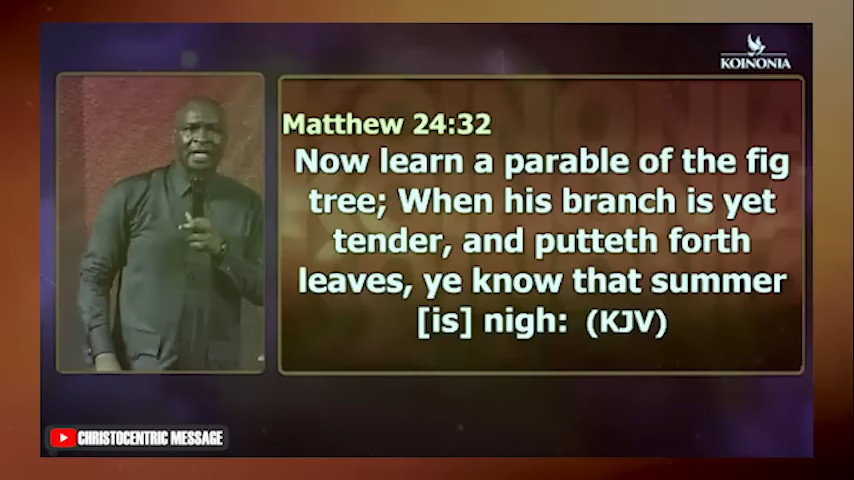 KOINONIA
Matthew 24:32
Now learn a parable of the fig
tree; When his branch is yet
tender, and putteth forth
leaves, ye know that summer
[is] nigh: (KJV)
CHRISTOCENTRIC MESSAGE